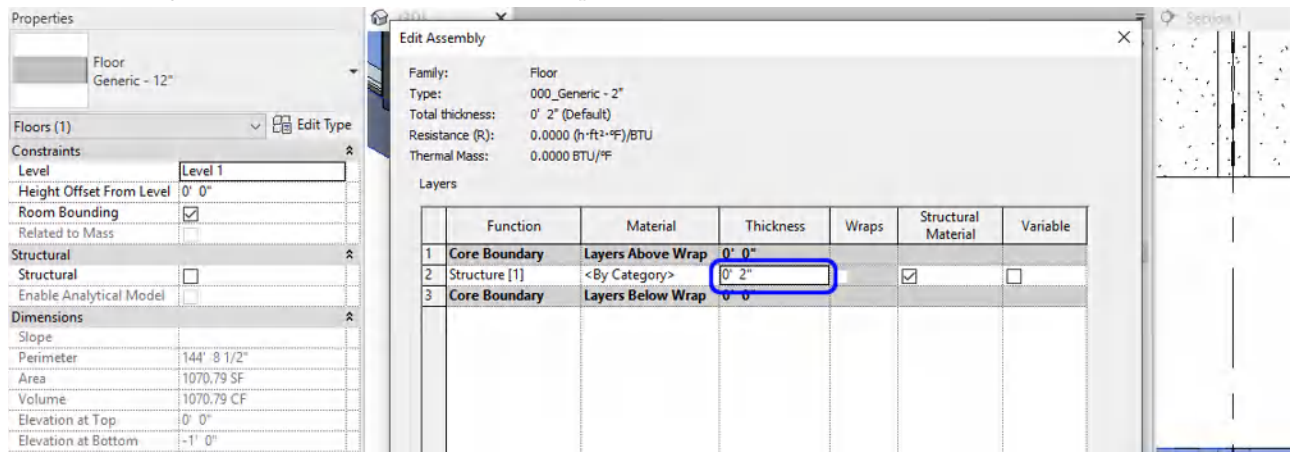 Properties
Floor
Generic - 12"
Floors (1)
Edit Type
Constraints
Level Level 1
Height Offset From Level 0' 0"
Room Bounding
Related to Mass
Structural
Structural
Enable Analytical Model
Dimensions
Slope
Perimeter 144' 8 1/2"
Area 1070.79 SF
Volume 1070.79 CF
Elevation at Top 0' 0"
Elevation at Bottom -1' 0"
Edit Assembly
Family: Floor
Type: 000_Generic - 2"
Total thickness: 0' 2" (Default)
Resistance (R): 0.0000 (h·ft²·°F)/BTU
Thermal Mass: 0.0000 BTU/°F
Layers
Function Material Thickness Wraps Structural Material Variable
1 Core Boundary Layers Above Wrap 0' 0"
2 Structure [1] <By Category> 0' 2"
3 Core Boundary Layers Below Wrap 0' 0"
Section 1